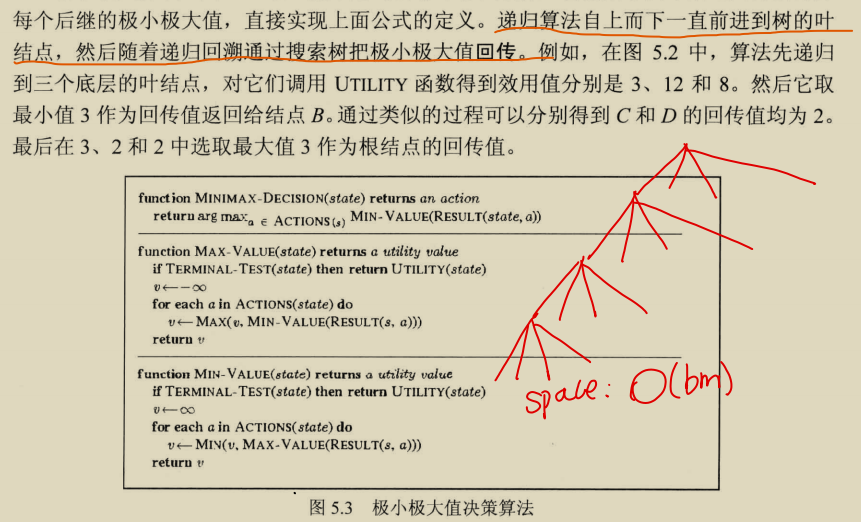 每个后继的极小极大值，直接实现上面公式的定义。递归算法自上而下一直前进到树的叶
结点，然后随着递归回溯通过搜索树把极小极大值回传。例如，在图 5.2 中，算法先递归
到三个底层的叶结点，对它们调用 UTILITY 函数得到效用值分别是 3、12 和 8。然后它取
最小值 3 作为回传值返回给结点 B。通过类似的过程可以分别得到 C 和 D 的回传值均为 2。
最后在 3、2 和 2 中选取最大值 3 作为根结点的回传值。
function MINIMAX-DECISION(state) returns an action
return arg max a ∈ ACTIONS(s) MIN-VALUE(RESULT(state, a))
function MAX-VALUE(state) returns a utility value
if TERMINAL-TEST(state) then return UTILITY(state)
v ← −∞
for each a in ACTIONS(state) do
v ← MAX(v, MIN-VALUE(RESULT(s, a)))
return v
function MIN-VALUE(state) returns a utility value
if TERMINAL-TEST(state) then return UTILITY(state)
v ← ∞
for each a in ACTIONS(state) do
v ← MIN(v, MAX-VALUE(RESULT(s, a)))
return v
space: O(bm)
图 5.3 极小极大值决策算法